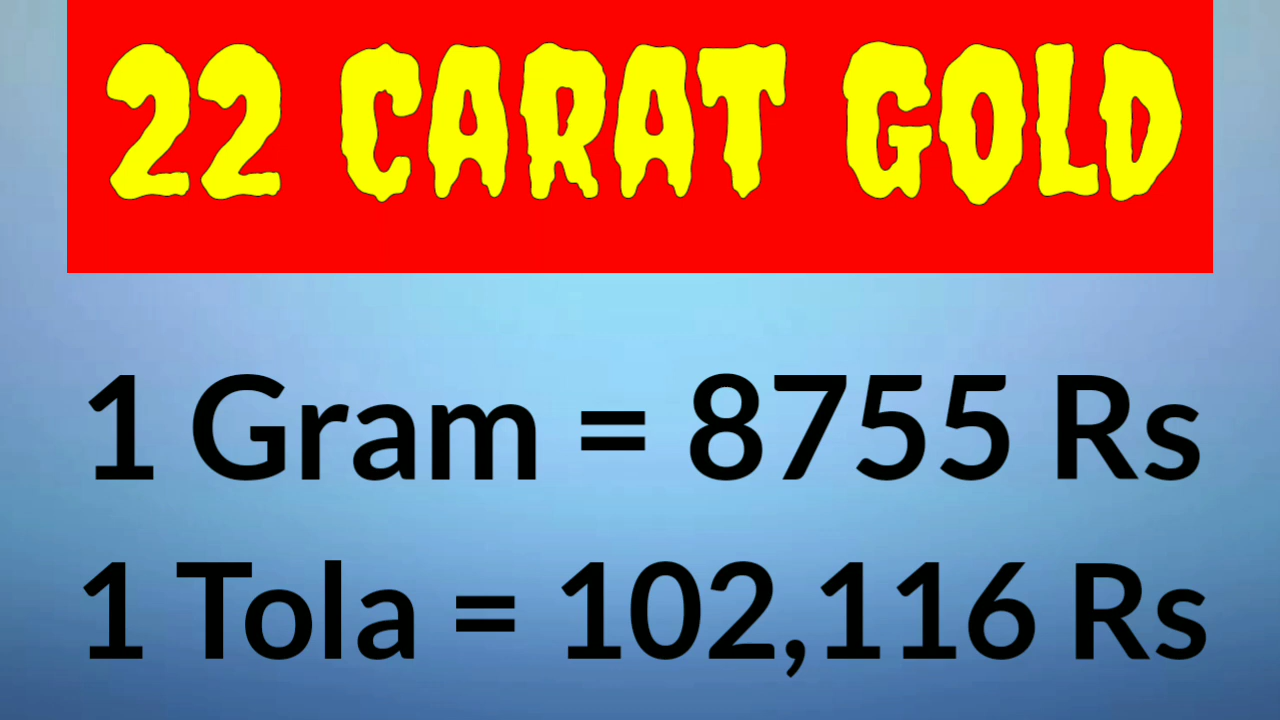 22 CARAT GOLD
1 Gram = 8755 Rs
1 Tola = 102,116 Rs